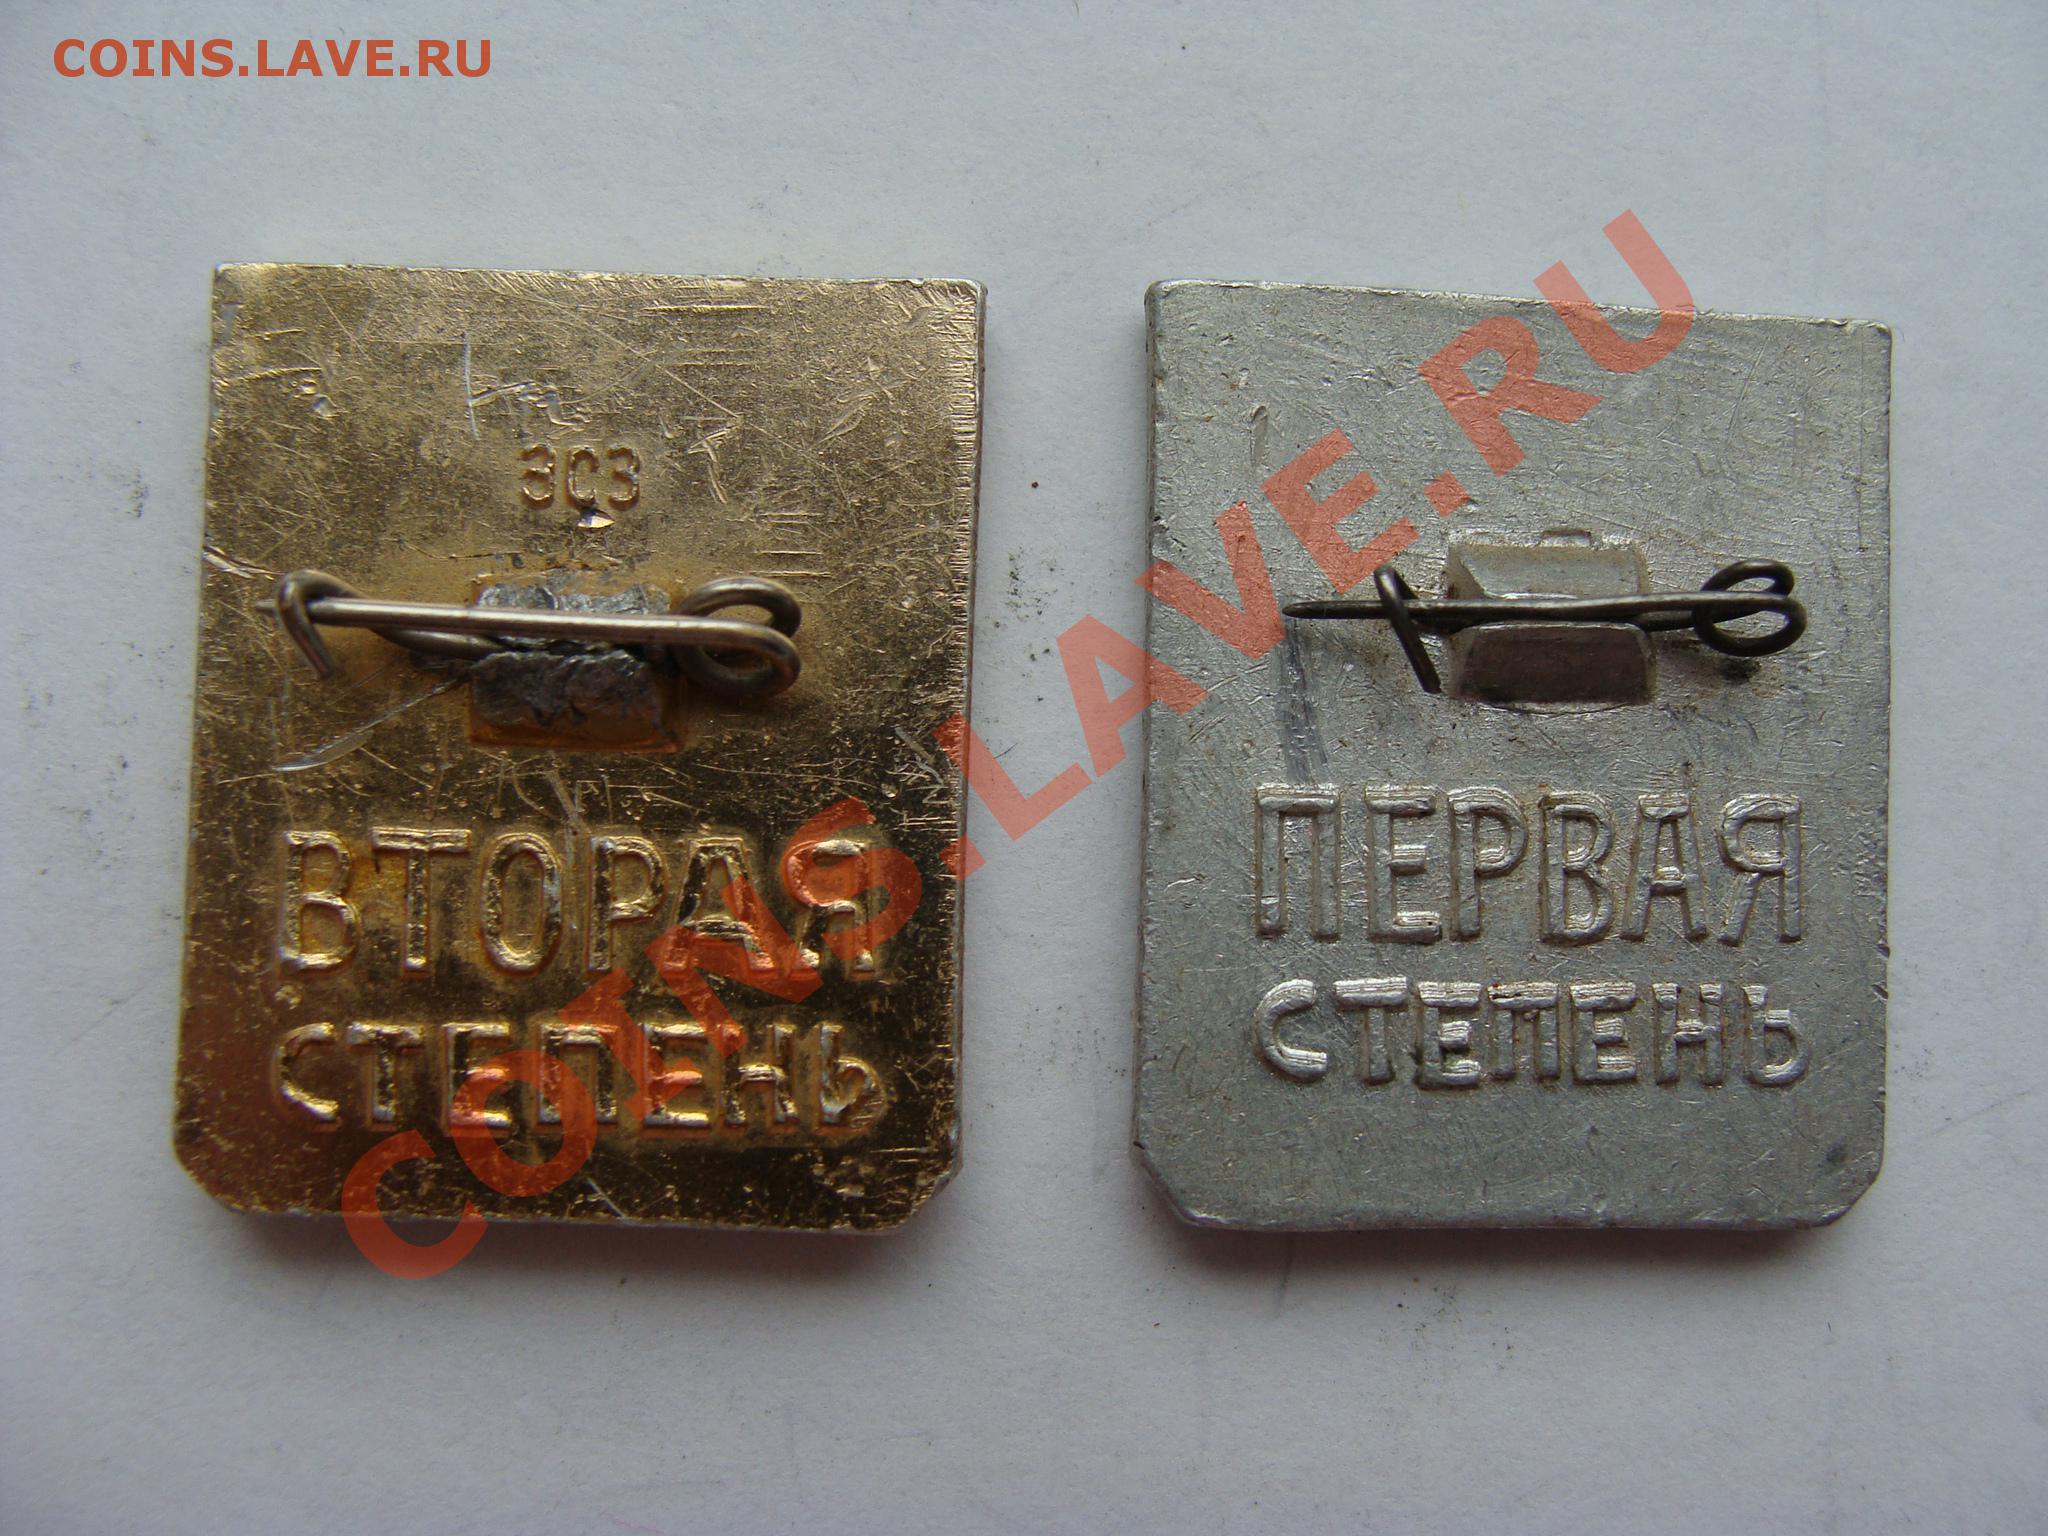 COINS.LAVE.RU
ЗСЗ
ВТОРАЯ
СТЕПЕНЬ
ПЕРВАЯ
СТЕПЕНЬ
COINS.LAVE.RU